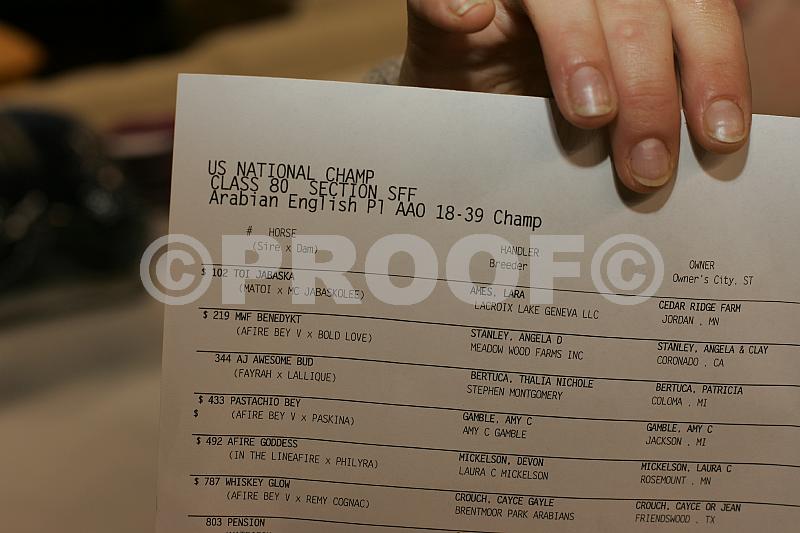 US NATIONAL CHAMP
CLASS 80 SECTION SFF
Arabian English Pl AAO 18-39 Champ
# HORSE HANDLER OWNER
(Sire x Dam) Breeder Owner's City, ST
©PROOF©
$ 102 TOI JABASKA AMES, LARA CEDAR RIDGE FARM
(MATOI x MC JABASKOLEE) LACROIX LAKE GENEVA LLC JORDAN , MN
$ 219 MWF BENEDYKT STANLEY, ANGELA D STANLEY, ANGELA & CLAY
(AFIRE BEY V x BOLD LOVE) MEADOW WOOD FARMS INC CORONADO , CA
344 AJ AWESOME BUD BERTUCA, THALIA NICHOLE BERTUCA, PATRICIA
(FAYRAH x LALLIQUE) STEPHEN MONTGOMERY COLOMA , MI
$ 433 PASTACHIO BEY GAMBLE, AMY C GAMBLE, AMY C
$ (AFIRE BEY V x PASKINA) AMY C GAMBLE JACKSON , MI
$ 492 AFIRE GODDESS MICKELSON, DEVON MICKELSON, LAURA C
(IN THE LINEAFIRE x PHILYRA) LAURA C MICKELSON ROSEMOUNT , MN
$ 787 WHISKEY GLOW CROUCH, CAYCE GAYLE CROUCH, CAYCE OR JEAN
(AFIRE BEY V x REMY COGNAC) BRENTMOOR PARK ARABIANS FRIENDSWOOD , TX
803 PENSION